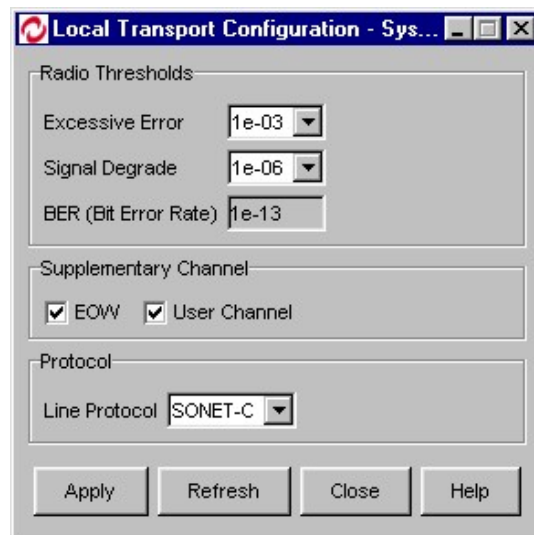 Local Transport Configuration - Sys...
Radio Thresholds
Excessive Error 1e-03
Signal Degrade 1e-06
BER (Bit Error Rate) 1e-13
Supplementary Channel
EOW User Channel
Protocol
Line Protocol SONET-C
Apply Refresh Close Help